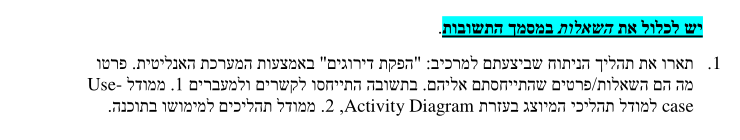 יש לכלול את השאלות במסמך התשובות.
1. תארו את תהליך הניתוח שביצעתם למרכיב: "הפקת דירוגים" באמצעות המערכת האנליטית. פרטו
מה הם השאלות/פרטים שהתייחסתם אליהם. בתשובה התייחסו לקשרים ולמעברים 1. ממודל Use-
case למודל תהליכי המיוצג בעזרת Activity Diagram, 2. ממודל תהליכים למימושו בתוכנה.